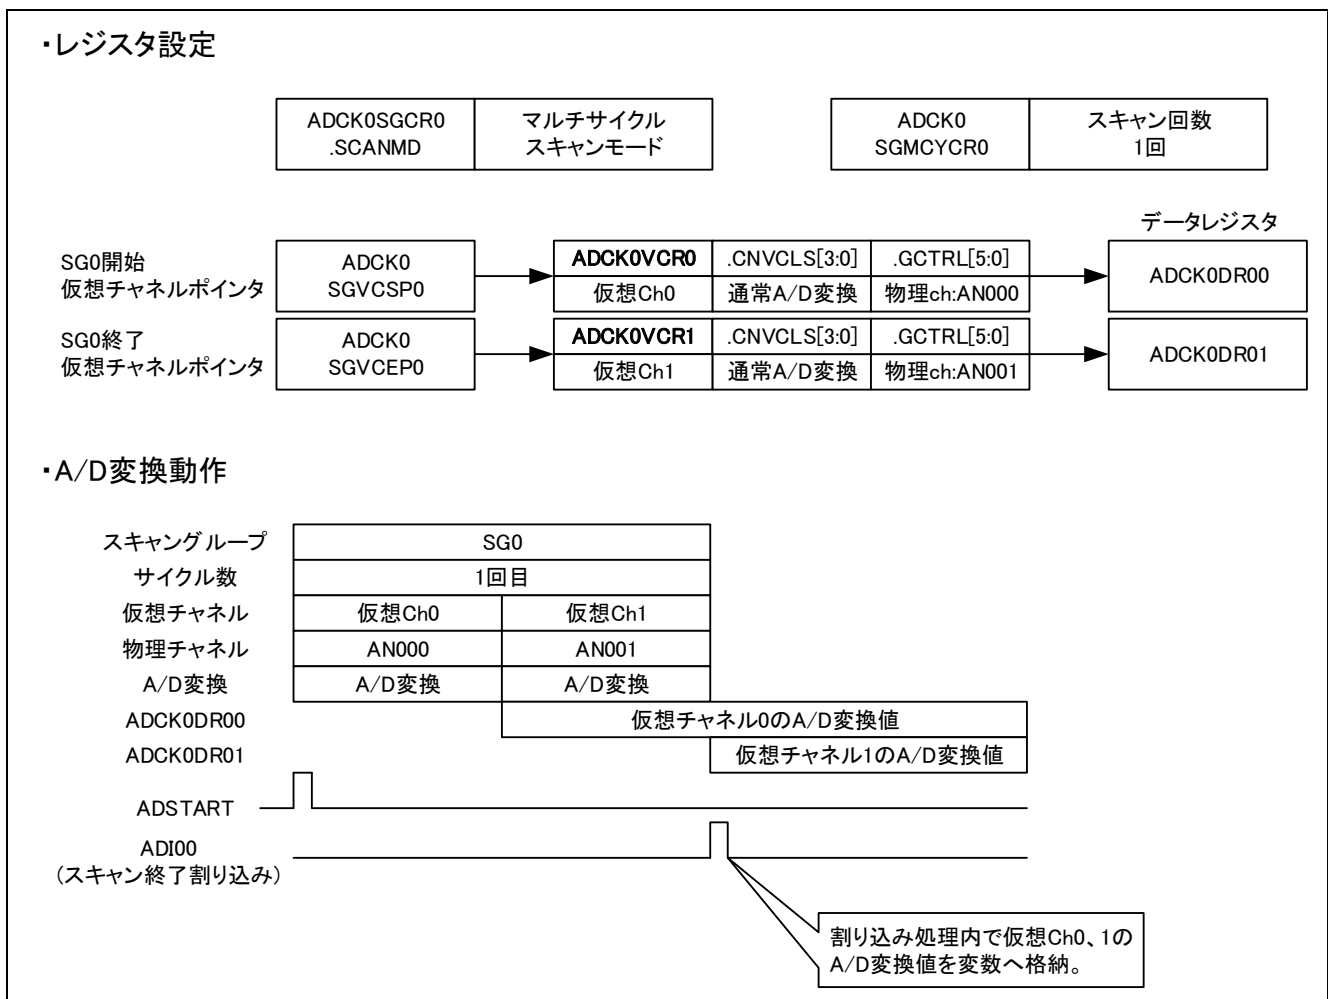 ・レジスタ設定
ADCK0SGCR0
.SCANMD
マルチサイクル
スキャンモード
ADCK0
SGMCYCR0
スキャン回数
1回
データレジスタ
SG0開始
仮想チャネルポインタ
ADCK0
SGVCSP0
ADCK0VCR0
.CNVCLS[3:0]
.GCTRL[5:0]
仮想Ch0
通常A/D変換
物理ch:AN000
ADCK0DR00
SG0終了
仮想チャネルポインタ
ADCK0
SGVCEP0
ADCK0VCR1
.CNVCLS[3:0]
.GCTRL[5:0]
仮想Ch1
通常A/D変換
物理ch:AN001
ADCK0DR01
・A/D変換動作
スキャングループ
SG0
サイクル数
1回目
仮想チャネル
仮想Ch0
仮想Ch1
物理チャネル
AN000
AN001
A/D変換
A/D変換
A/D変換
ADCK0DR00
仮想チャネル0のA/D変換値
ADCK0DR01
仮想チャネル1のA/D変換値
ADSTART
ADI00
(スキャン終了割り込み)
割り込み処理内で仮想Ch0、1の
A/D変換値を変数へ格納。